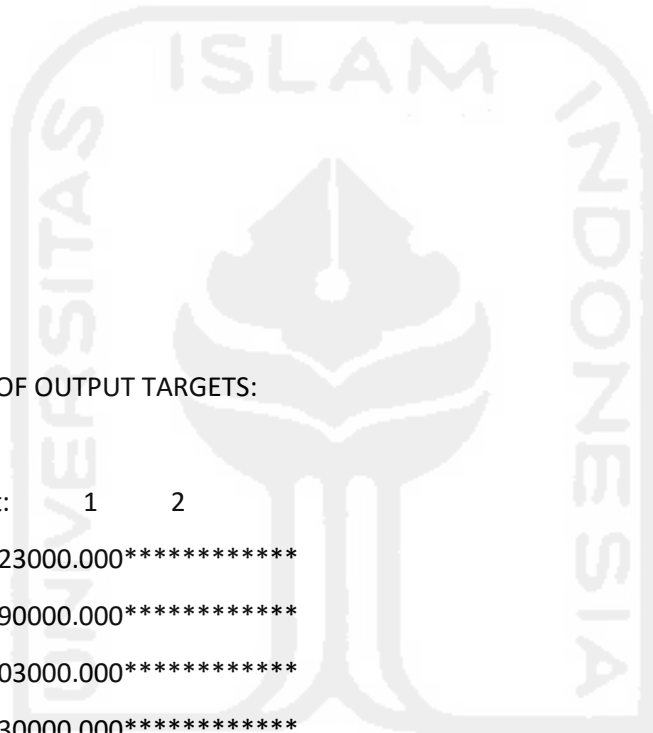 ISLAM
UNIVERSITAS
INDONESIA
OF OUTPUT TARGETS:
: 1 2
23000.000************
90000.000************
03000.000************
30000.000************